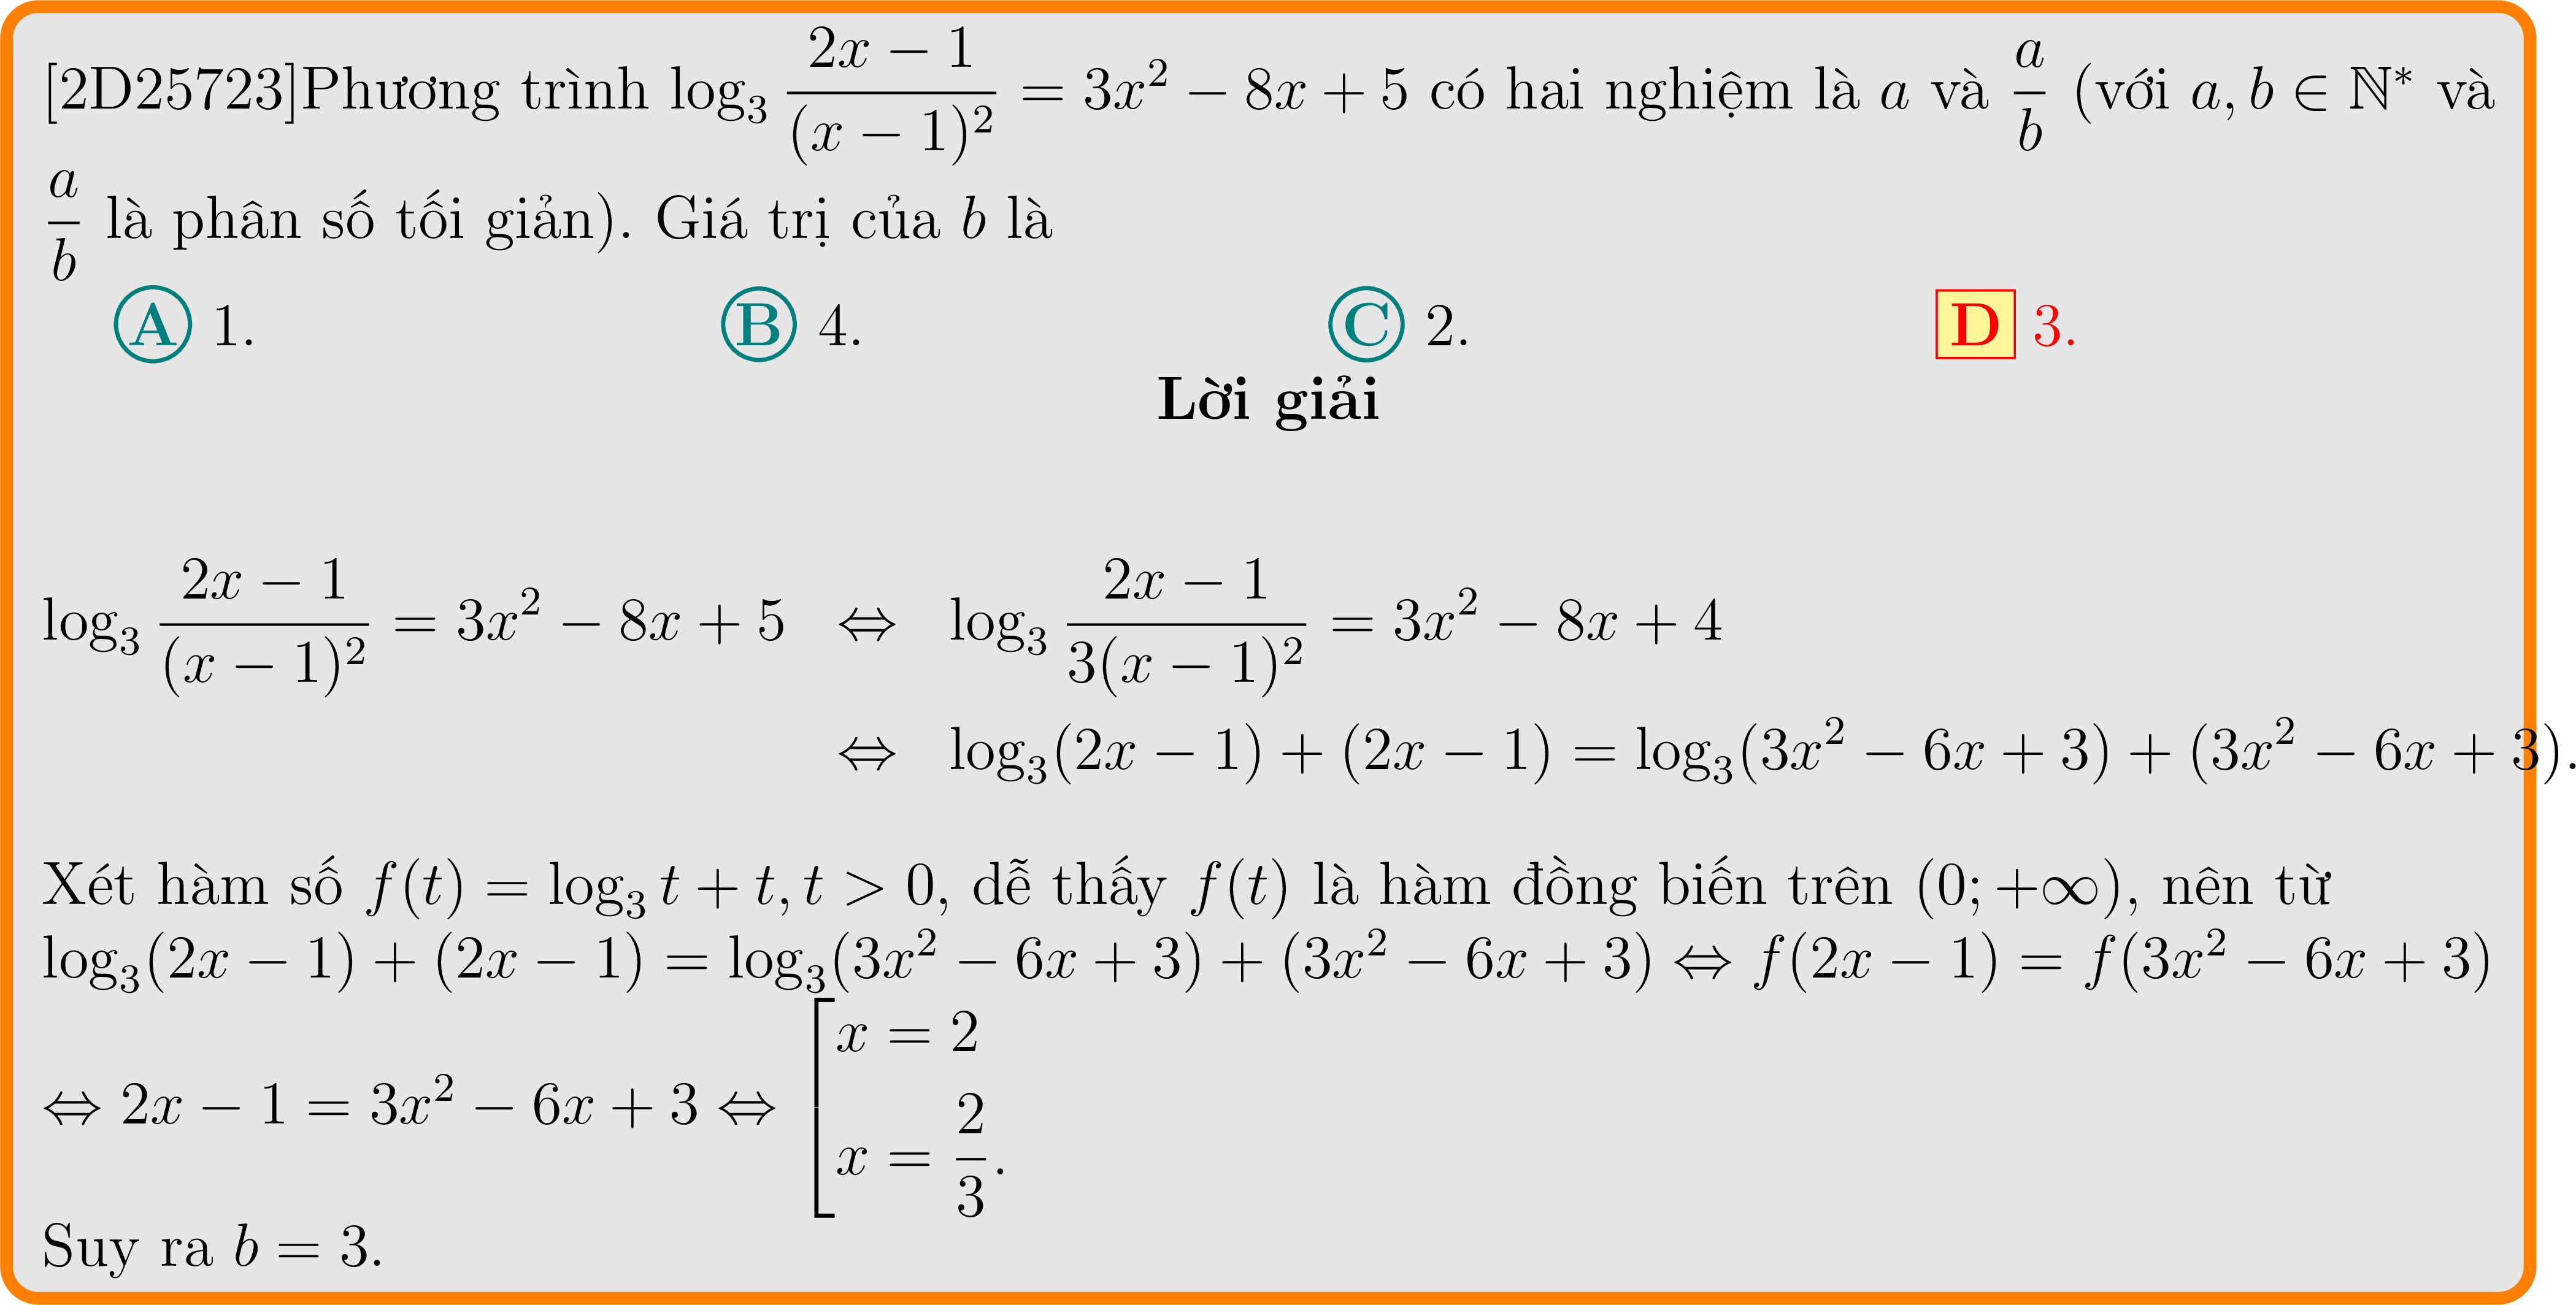 [2D25723]Phương trình $\log_3 \dfrac{2x-1}{(x-1)^2} = 3x^2 - 8x + 5$ có hai nghiệm là $a$ và $\dfrac{a}{b}$ (với $a, b \in \mathbb{N}^*$ và
$\dfrac{a}{b}$ là phân số tối giản). Giá trị của $b$ là
A 1. B 4. C 2. D 3.
Lời giải
$\log_3 \dfrac{2x-1}{(x-1)^2} = 3x^2 - 8x + 5 \Leftrightarrow \log_3 \dfrac{2x-1}{3(x-1)^2} = 3x^2 - 8x + 4$
$\Leftrightarrow \log_3(2x-1) + (2x-1) = \log_3(3x^2 - 6x + 3) + (3x^2 - 6x + 3).$
Xét hàm số $f(t) = \log_3 t + t, t > 0$, dễ thấy $f(t)$ là hàm đồng biến trên $(0; +\infty)$, nên từ
$\log_3(2x-1) + (2x-1) = \log_3(3x^2 - 6x + 3) + (3x^2 - 6x + 3) \Leftrightarrow f(2x-1) = f(3x^2 - 6x + 3)$
$\Leftrightarrow 2x - 1 = 3x^2 - 6x + 3 \Leftrightarrow \left[\begin{array}{l} x = 2 \\ x = \dfrac{2}{3}. \end{array}\right.$
Suy ra $b = 3$.